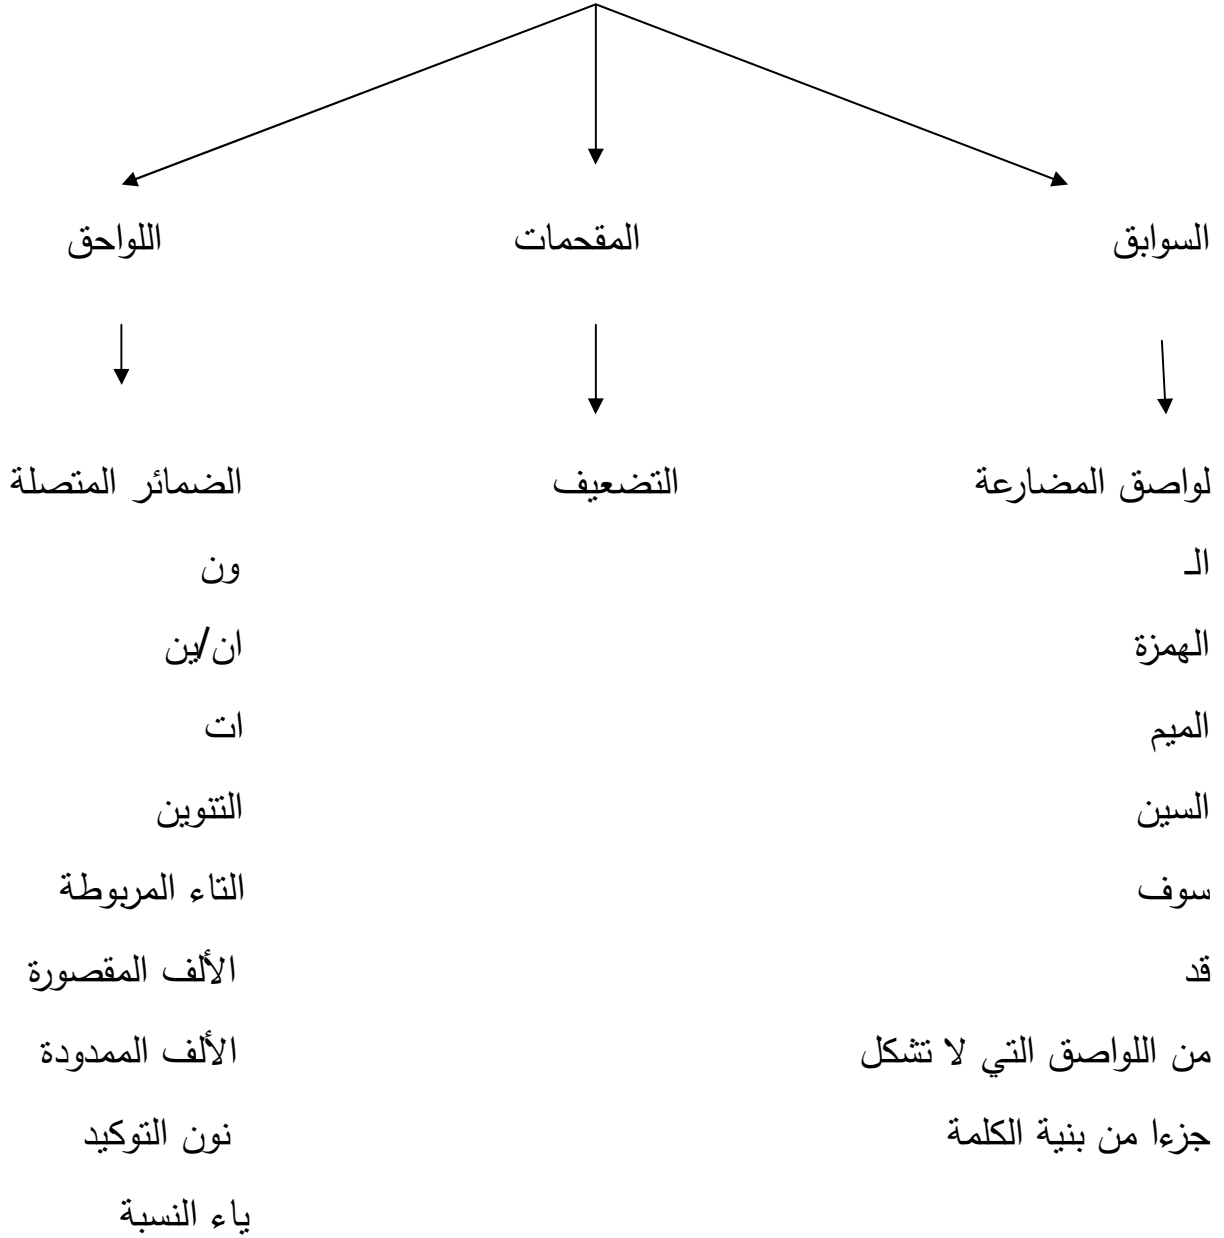 السوابق
المقحمات
اللواحق
لواصق المضارعة
التضعيف
الضمائر المتصلة
الـ
ون
الهمزة
ان/ين
الميم
ات
السين
التنوين
سوف
التاء المربوطة
قد
الألف المقصورة
من اللواصق التي لا تشكل
الألف الممدودة
جزءا من بنية الكلمة
نون التوكيد
ياء النسبة